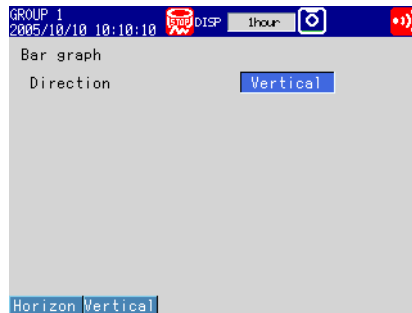 GROUP 1
2005/10/10 10:10:10 STOP DISP 1hour
Bar graph
Direction Vertical
Horizon Vertical